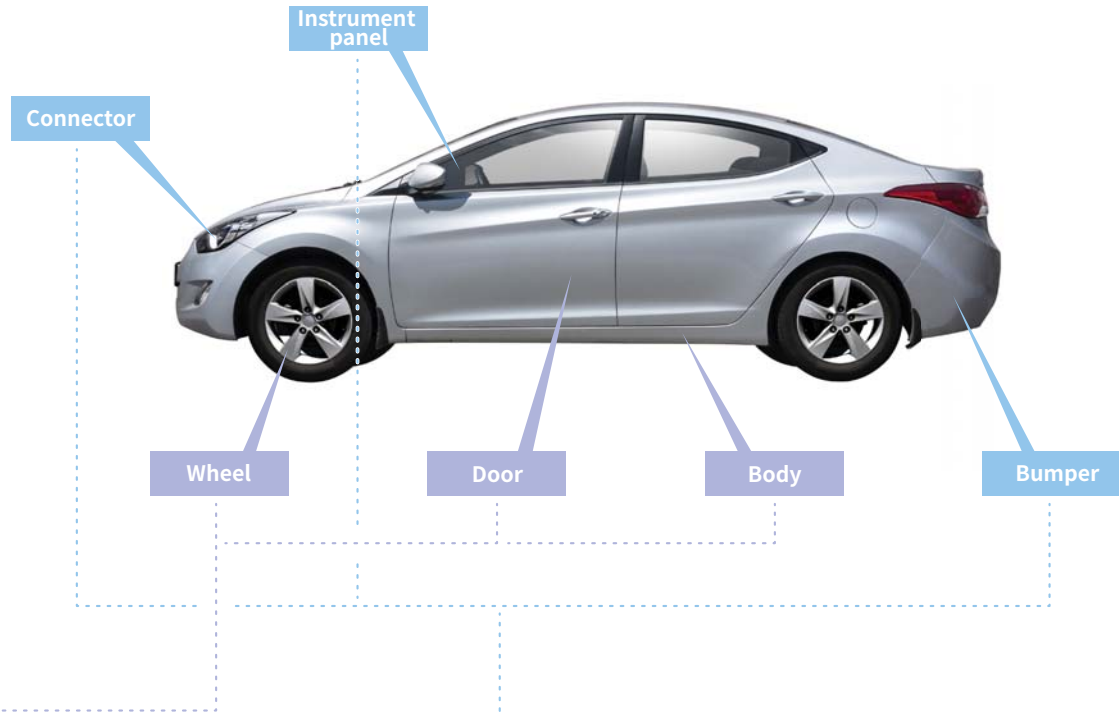 Instrument
panel
Connector
Wheel
Door
Body
Bumper